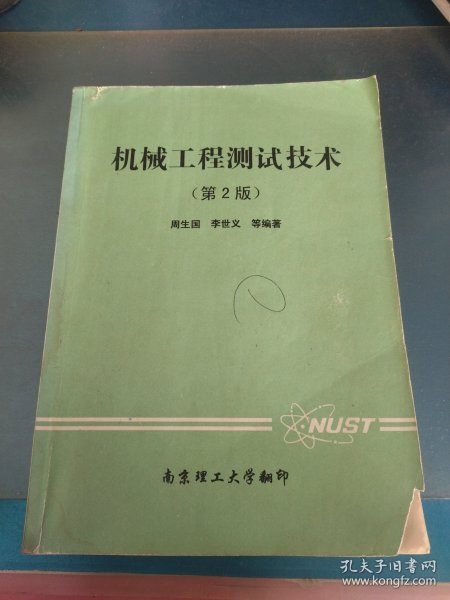 机械工程测试技术
（第2版）
周生国 李世义 等编著
NUST
南京理工大学翻印
孔夫子旧书网
www.kongfz.com